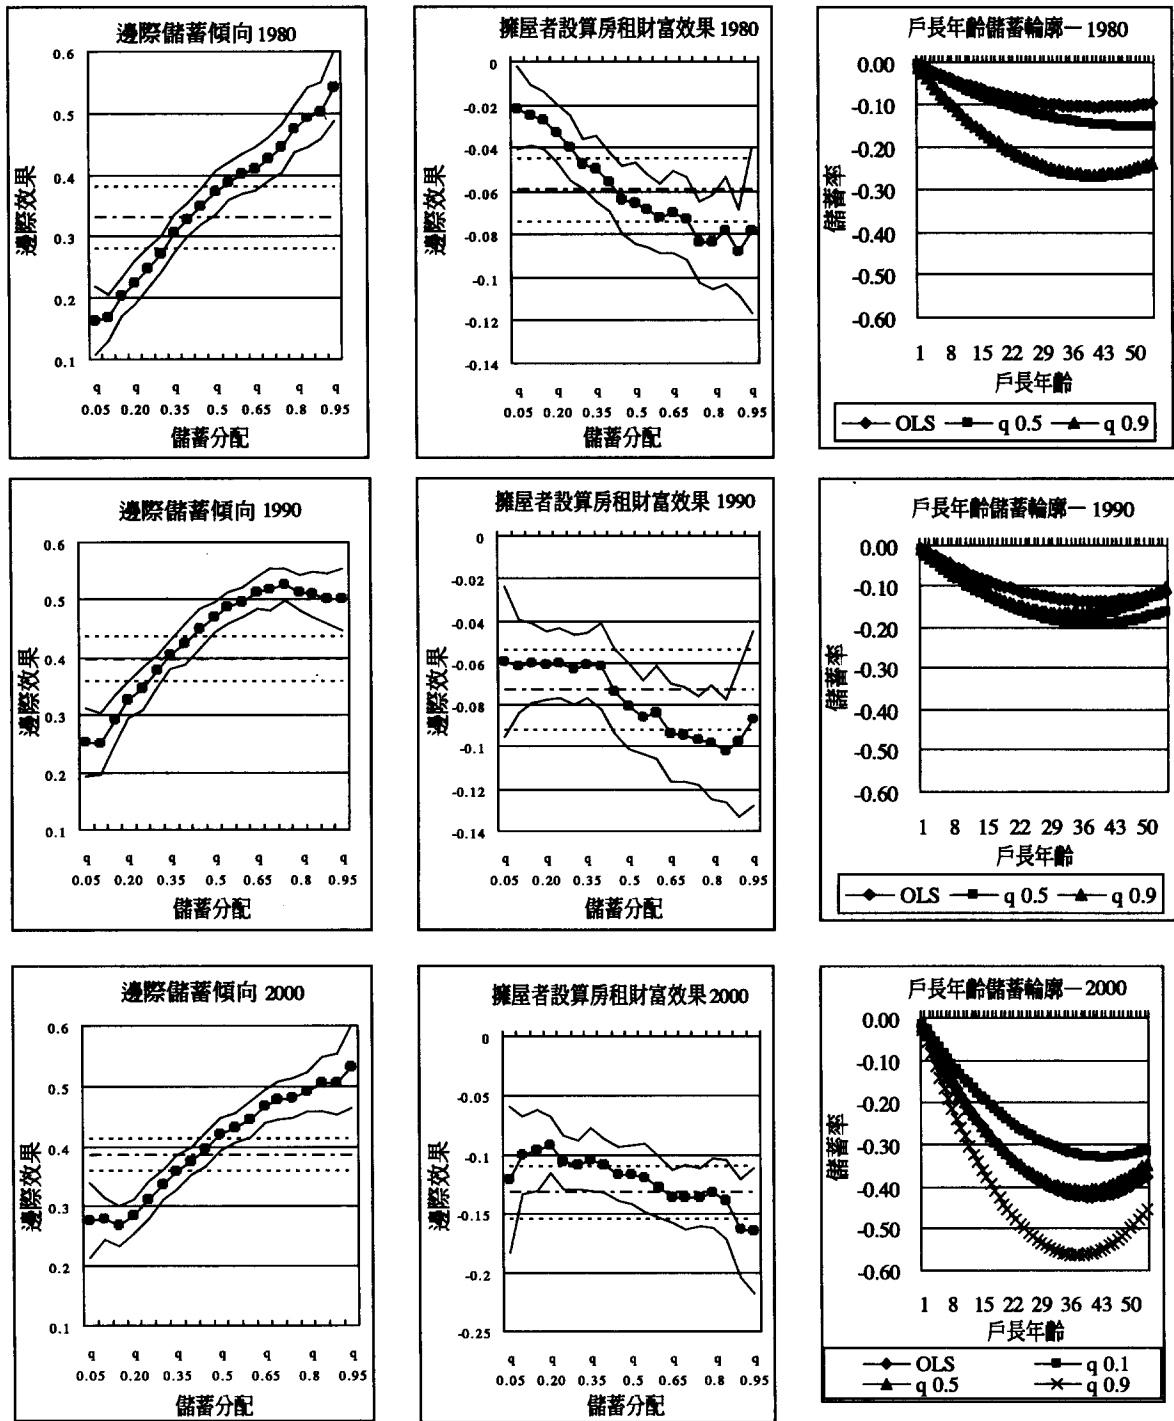 邊際儲蓄傾向 1980
0.6
0.5
0.4
0.3
0.2
0.1
邊際效果
q q q q q q q
0.05 0.20 0.35 0.5 0.65 0.8 0.95
儲蓄分配
擁屋者設算房租財富效果 1980
0
-0.02
-0.04
-0.06
-0.08
-0.1
-0.12
-0.14
邊際效果
q q q q q q q
0.05 0.20 0.35 0.5 0.65 0.8 0.95
儲蓄分配
戶長年齡儲蓄輪廓－1980
0.00
-0.10
-0.20
-0.30
-0.40
-0.50
-0.60
儲蓄率
1 8 15 22 29 36 43 50
戶長年齡
OLS q 0.5 q 0.9
邊際儲蓄傾向 1990
0.6
0.5
0.4
0.3
0.2
0.1
邊際效果
q q q q q q q
0.05 0.20 0.35 0.5 0.65 0.8 0.95
儲蓄分配
擁屋者設算房租財富效果 1990
0
-0.02
-0.04
-0.06
-0.08
-0.1
-0.12
-0.14
邊際效果
q q q q q q q
0.05 0.20 0.35 0.5 0.65 0.8 0.95
儲蓄分配
戶長年齡儲蓄輪廓－1990
0.00
-0.10
-0.20
-0.30
-0.40
-0.50
-0.60
儲蓄率
1 8 15 22 29 36 43 50
戶長年齡
OLS q 0.5 q 0.9
邊際儲蓄傾向 2000
0.6
0.5
0.4
0.3
0.2
0.1
邊際效果
q q q q q q q
0.05 0.20 0.35 0.5 0.65 0.8 0.95
儲蓄分配
擁屋者設算房租財富效果 2000
0
-0.05
-0.1
-0.15
-0.2
-0.25
邊際效果
q q q q q q q
0.05 0.20 0.35 0.5 0.65 0.8 0.95
儲蓄分配
戶長年齡儲蓄輪廓－2000
0.00
-0.10
-0.20
-0.30
-0.40
-0.50
-0.60
儲蓄率
1 8 15 22 29 36 43 50
戶長年齡
OLS q 0.1
q 0.5 q 0.9